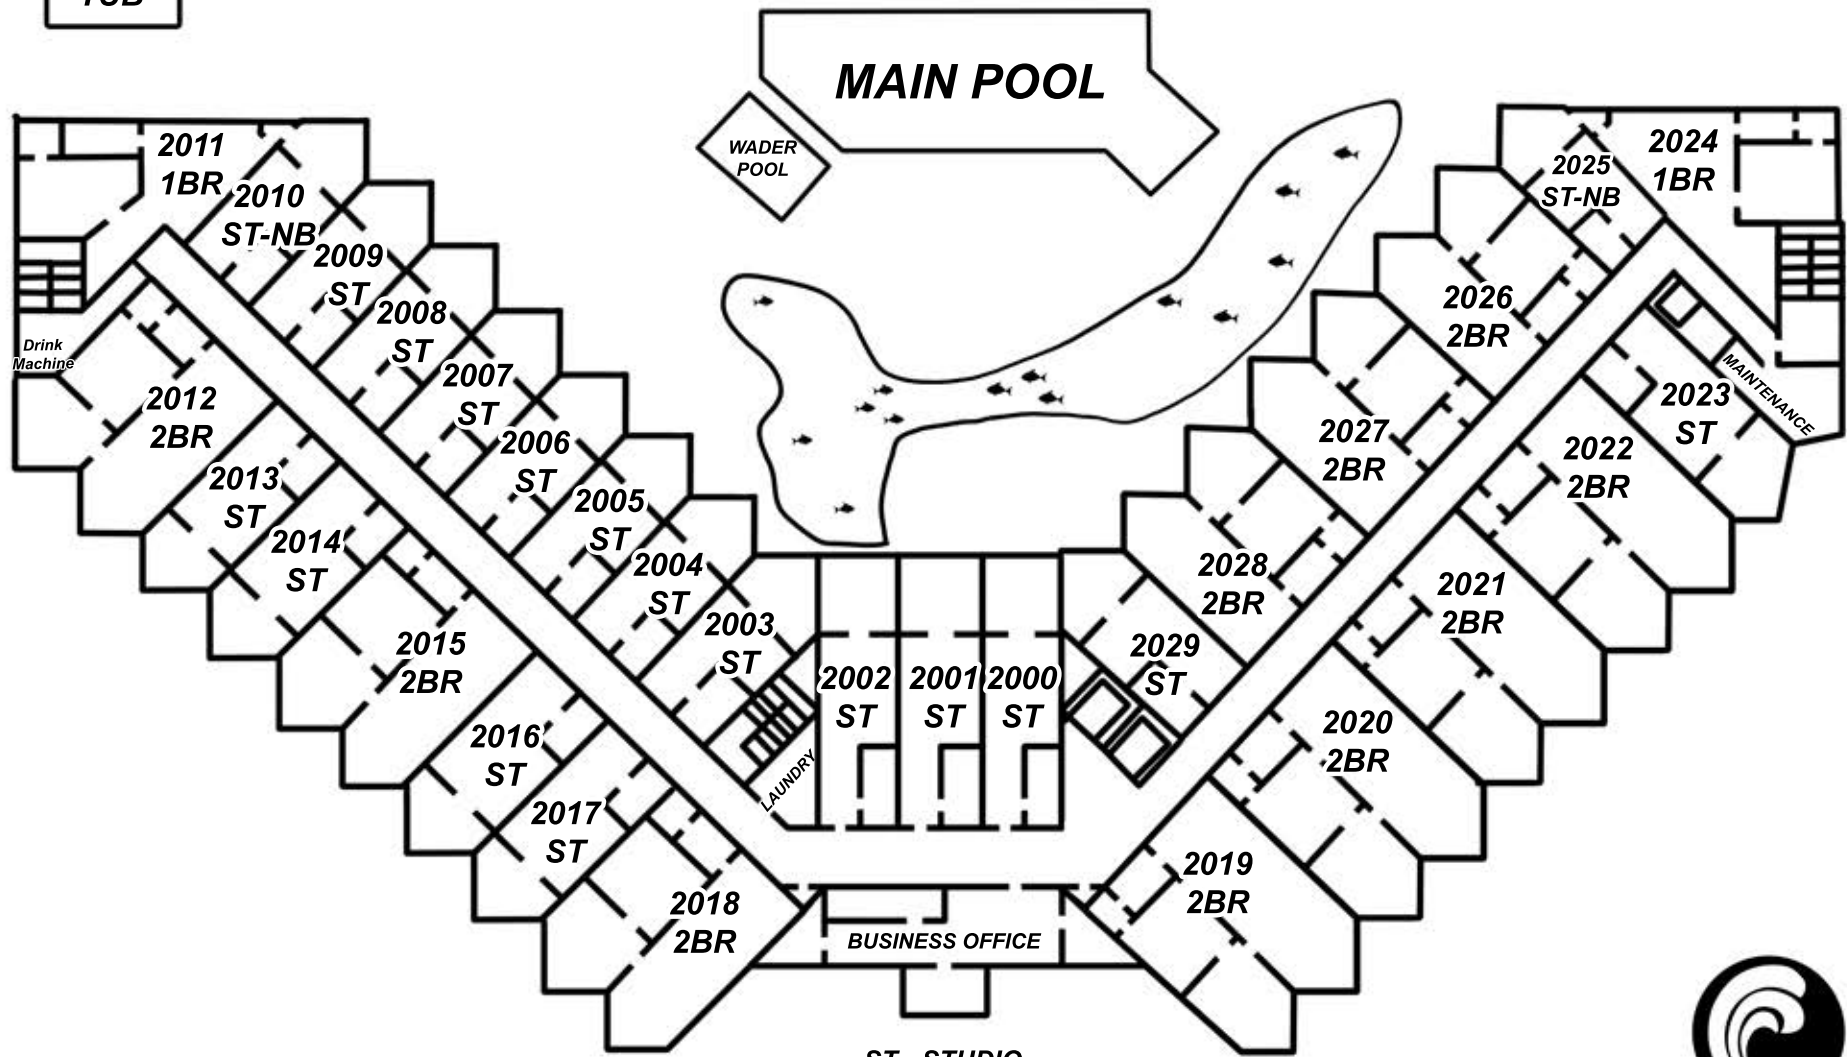 TUB
MAIN POOL
WADER
POOL
2011
1BR
2010
ST-NB
2009
ST
2008
ST
2007
ST
2006
ST
2005
ST
2004
ST
2003
ST
2002
ST
2001
ST
2000
ST
2029
ST
2028
2BR
2027
2BR
2026
2BR
2025
ST-NB
2024
1BR
Drink
Machine
2012
2BR
2013
ST
2014
ST
2015
2BR
2016
ST
2017
ST
2018
2BR
LAUNDRY
BUSINESS OFFICE
2019
2BR
2020
2BR
2021
2BR
2022
2BR
2023
ST
MAINTENANCE
ST - STUDIO